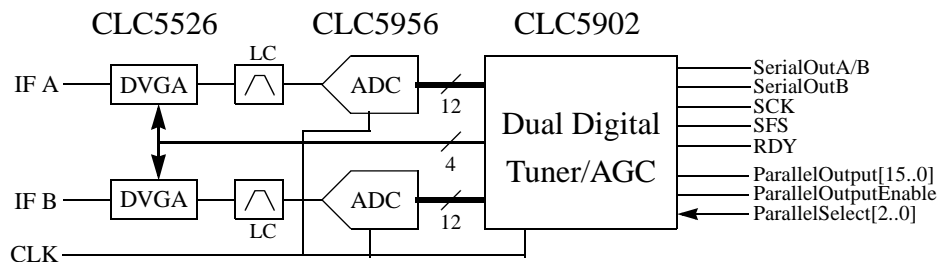 CLC5526 CLC5956 CLC5902
LC
IF A DVGA ADC 12
SerialOutA/B
SerialOutB
SCK
SFS
RDY
Dual Digital
Tuner/AGC
4
ParallelOutput[15..0]
ParallelOutputEnable
ParallelSelect[2..0]
IF B DVGA ADC 12
LC
CLK